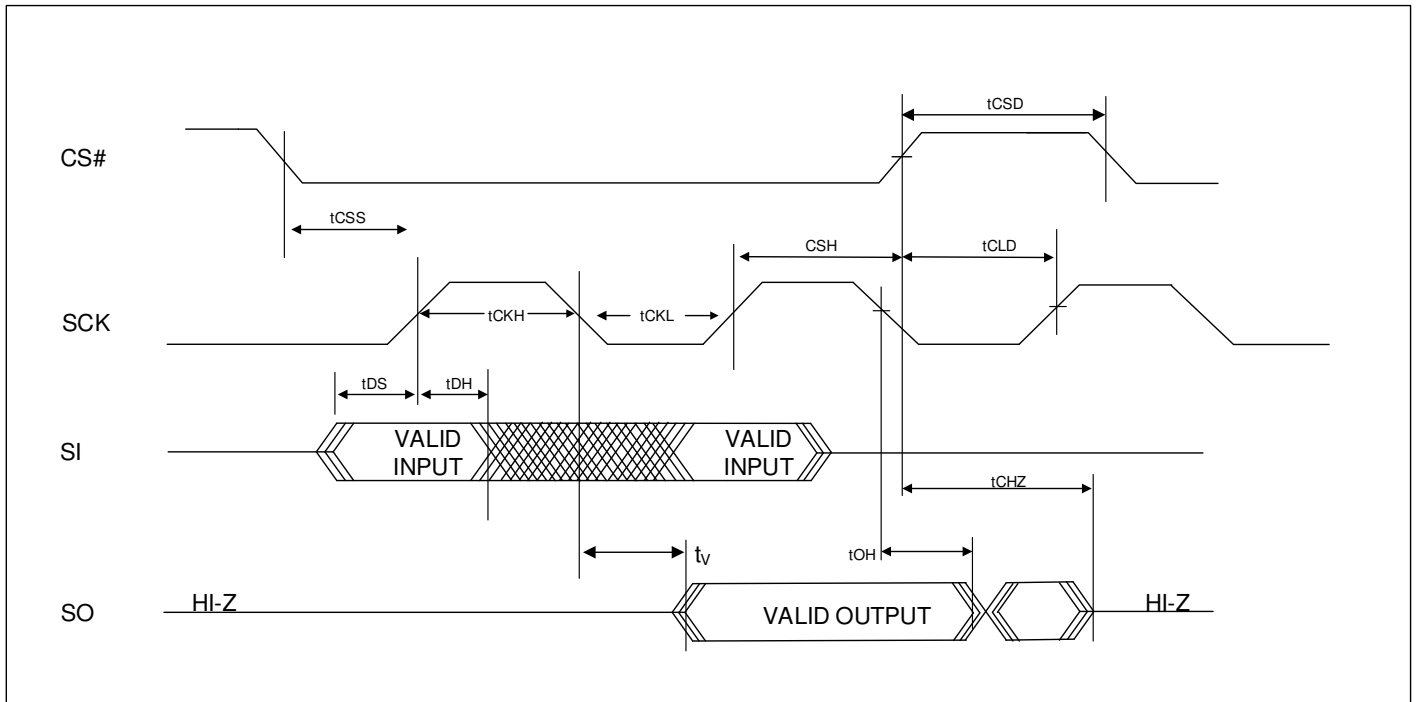 tCSD
CS#
tCSS
CSH
tCLD
SCK
tCKH
tCKL
tDS
tDH
SI
VALID
INPUT
VALID
INPUT
tCHZ
tV
tOH
SO
HI-Z
VALID OUTPUT
HI-Z